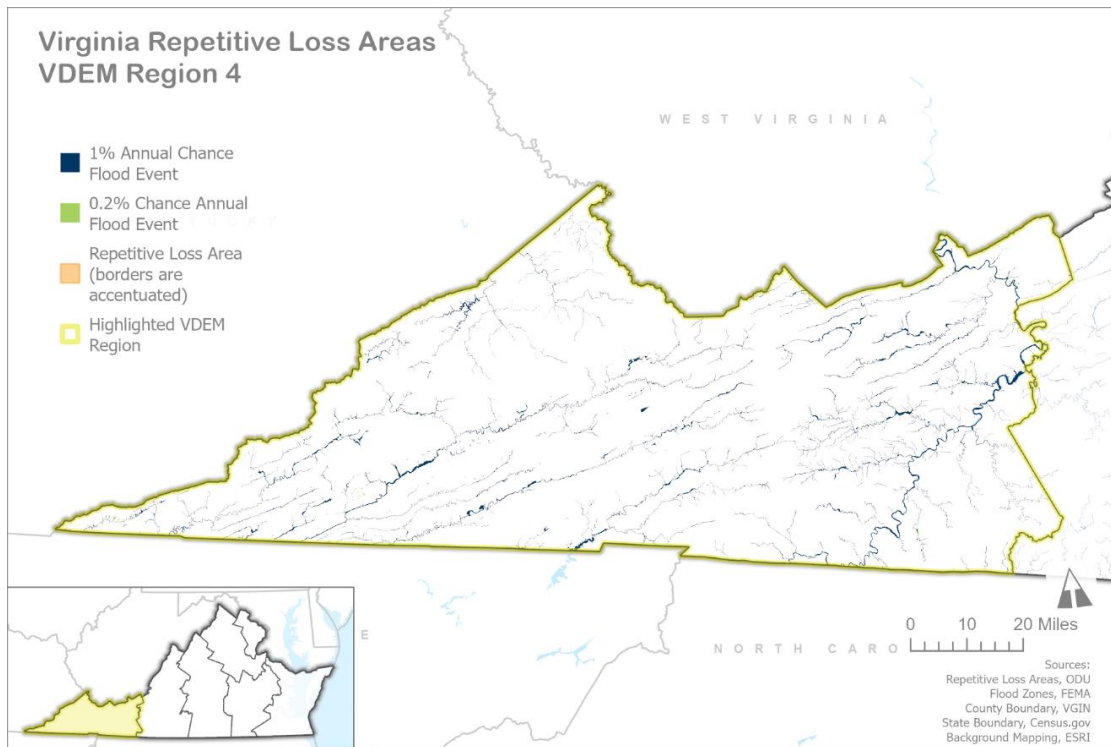 Virginia Repetitive Loss Areas
VDEM Region 4
1% Annual Chance
Flood Event
0.2% Chance Annual
Flood Event
Repetitive Loss Area
(borders are
accentuated)
Highlighted VDEM
Region
WEST VIRGINIA
NORTH CARO
E
0 10 20 Miles
Sources:
Repetitive Loss Areas, ODU
Flood Zones, FEMA
County Boundary, VGIN
State Boundary, Census.gov
Background Mapping, ESRI